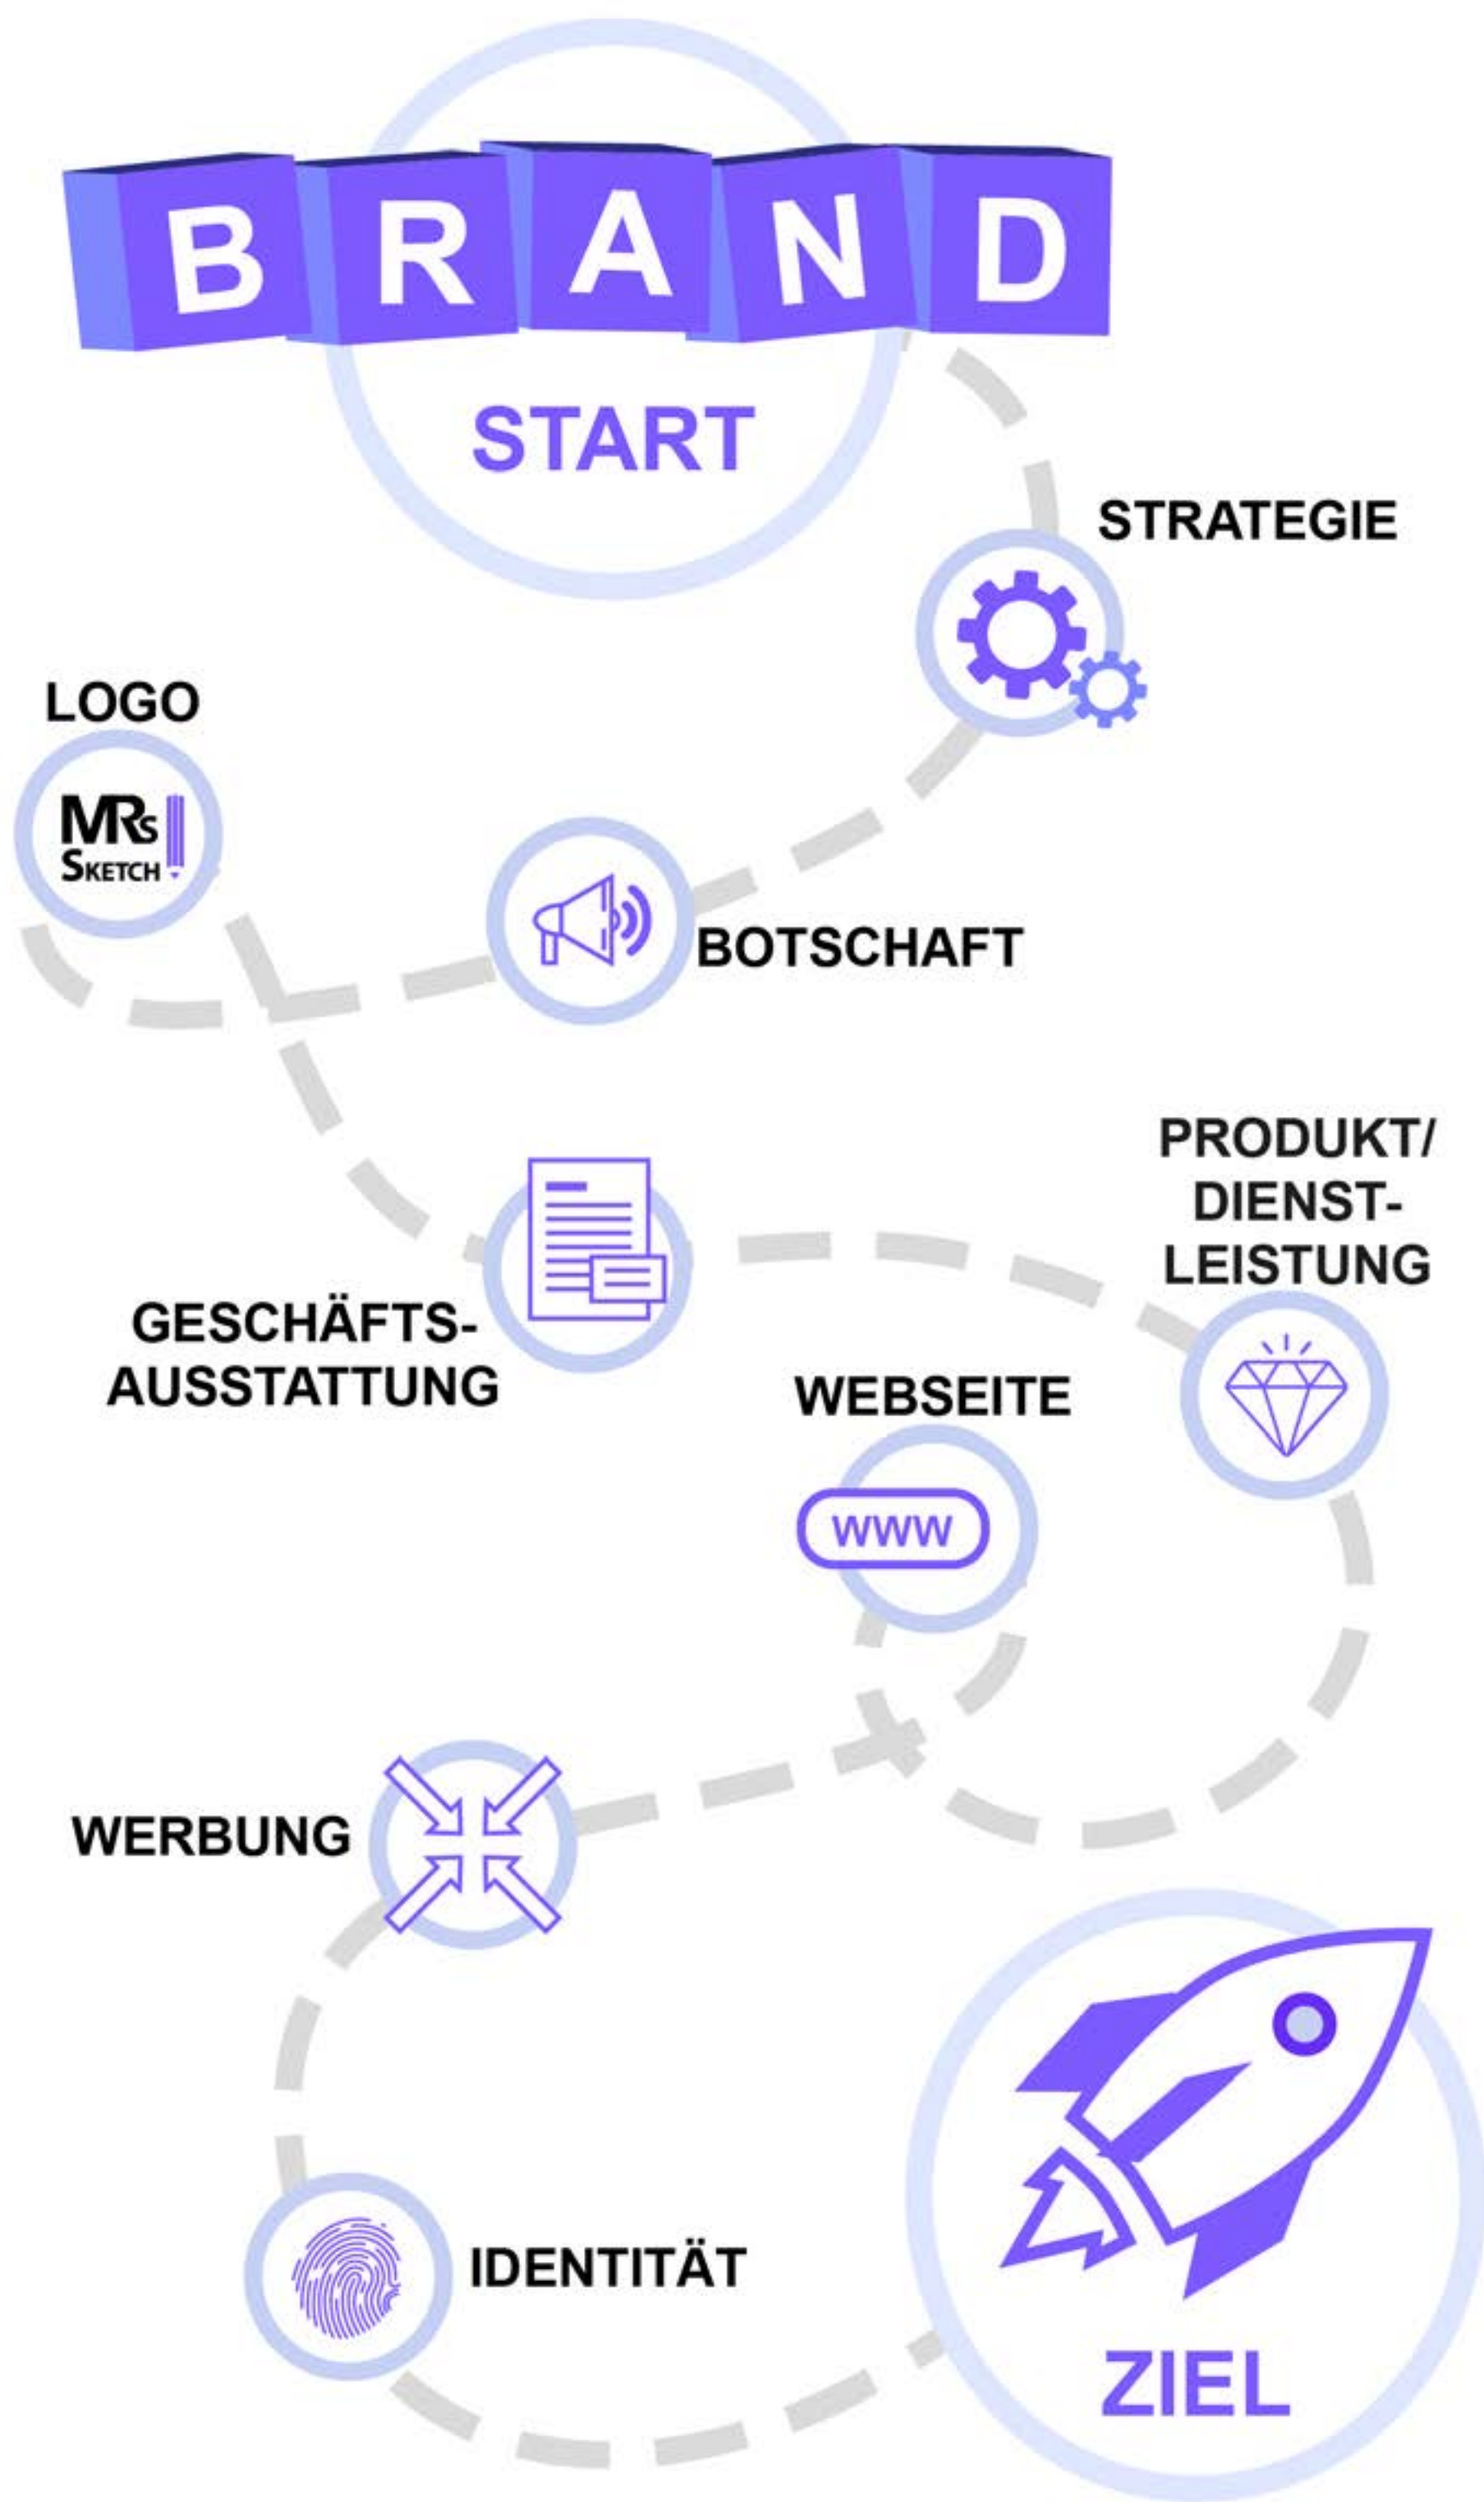 BRAND
START
STRATEGIE
LOGO
MRs
SKETCH
BOTSCHAFT
PRODUKT/
DIENST-
LEISTUNG
GESCHÄFTS-
AUSSTATTUNG
WEBSEITE
WWW
WERBUNG
IDENTITÄT
ZIEL